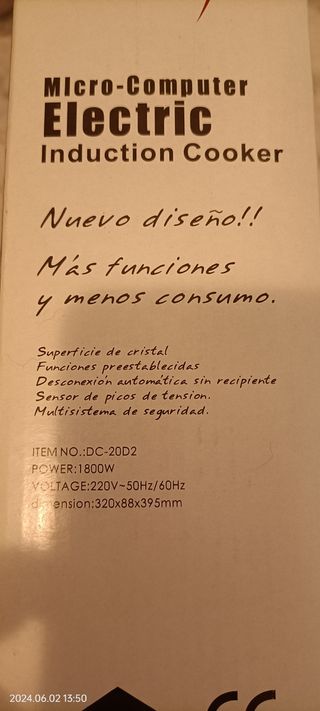 MIcro-Computer
Electric
Induction Cooker
Nuevo diseño!!
Más funciones
y menos consumo.
Superficie de cristal
Funciones preestablecidas
Desconexión automática sin recipiente
Sensor de picos de tension.
Multisistema de seguridad.
ITEM NO.:DC-20D2
POWER:1800W
VOLTAGE:220V~50Hz/60Hz
dimension:320x88x395mm
2024.06.02 13:50
CE